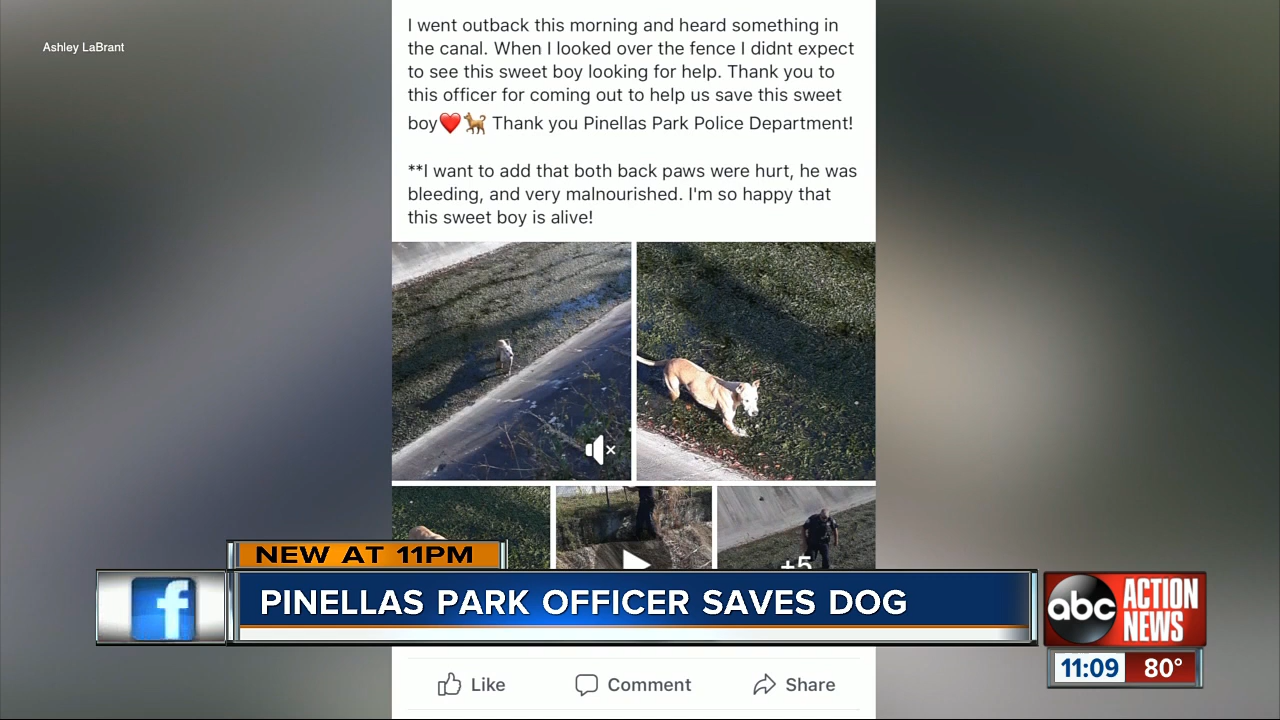 Ashley LaBrant
I went outback this morning and heard something in
the canal. When I looked over the fence I didnt expect
to see this sweet boy looking for help. Thank you to
this officer for coming out to help us save this sweet
boy❤️🐕 Thank you Pinellas Park Police Department!
**I want to add that both back paws were hurt, he was
bleeding, and very malnourished. I'm so happy that
this sweet boy is alive!
+5
NEW AT 11PM
f
PINELLAS PARK OFFICER SAVES DOG
abc
ACTION
NEWS
11:09 80°
Like Comment Share